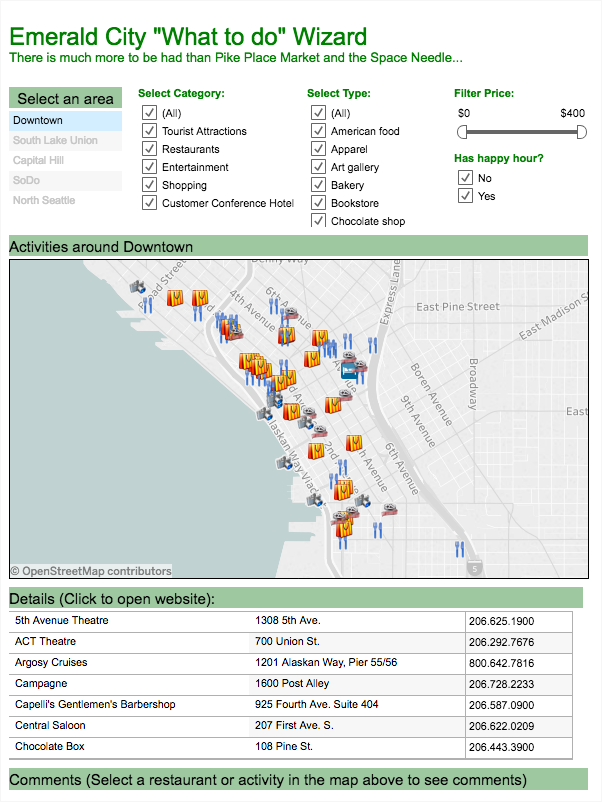 Emerald City "What to do" Wizard
There is much more to be had than Pike Place Market and the Space Needle...
Select an area
Downtown
South Lake Union
Capital Hill
SoDo
North Seattle
Select Category:
(All)
Tourist Attractions
Restaurants
Entertainment
Shopping
Customer Conference Hotel
Select Type:
(All)
American food
Apparel
Art gallery
Bakery
Bookstore
Chocolate shop
Filter Price:
$0 $400
Has happy hour?
No
Yes
Activities around Downtown
Denny Way
Broad Street
4th Avenue
6th Avenue
Express Lane
East Pine Street
East Madison S
Boren Avenue
9th Avenue
Broadway
East
6th Avenue
2nd
Alaskan Way Viad
5
© OpenStreetMap contributors
Details (Click to open website):
5th Avenue Theatre 1308 5th Ave. 206.625.1900
ACT Theatre 700 Union St. 206.292.7676
Argosy Cruises 1201 Alaskan Way, Pier 55/56 800.642.7816
Campagne 1600 Post Alley 206.728.2233
Capelli's Gentlemen's Barbershop 925 Fourth Ave. Suite 404 206.587.0900
Central Saloon 207 First Ave. S. 206.622.0209
Chocolate Box 108 Pine St. 206.443.3900
Comments (Select a restaurant or activity in the map above to see comments)